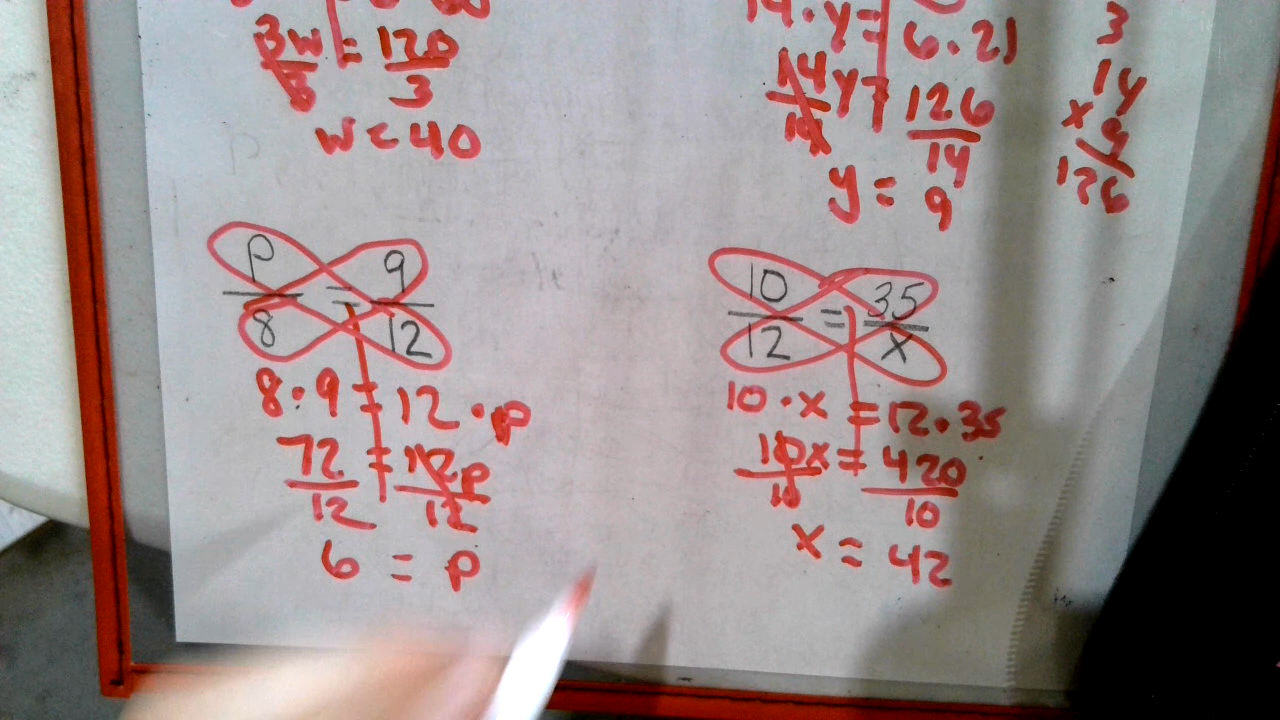 3w = 120
3 3
w = 40
14 · y = 6 · 21
14 y = 126
14 14
y = 9
3
14
x 9
126
p = 9
8 12
8 · 9 = 12 · p
72 = 12p
12 12
6 = p
10 = 35
12 x
10 · x = 12 · 35
10x = 420
10 10
x = 42